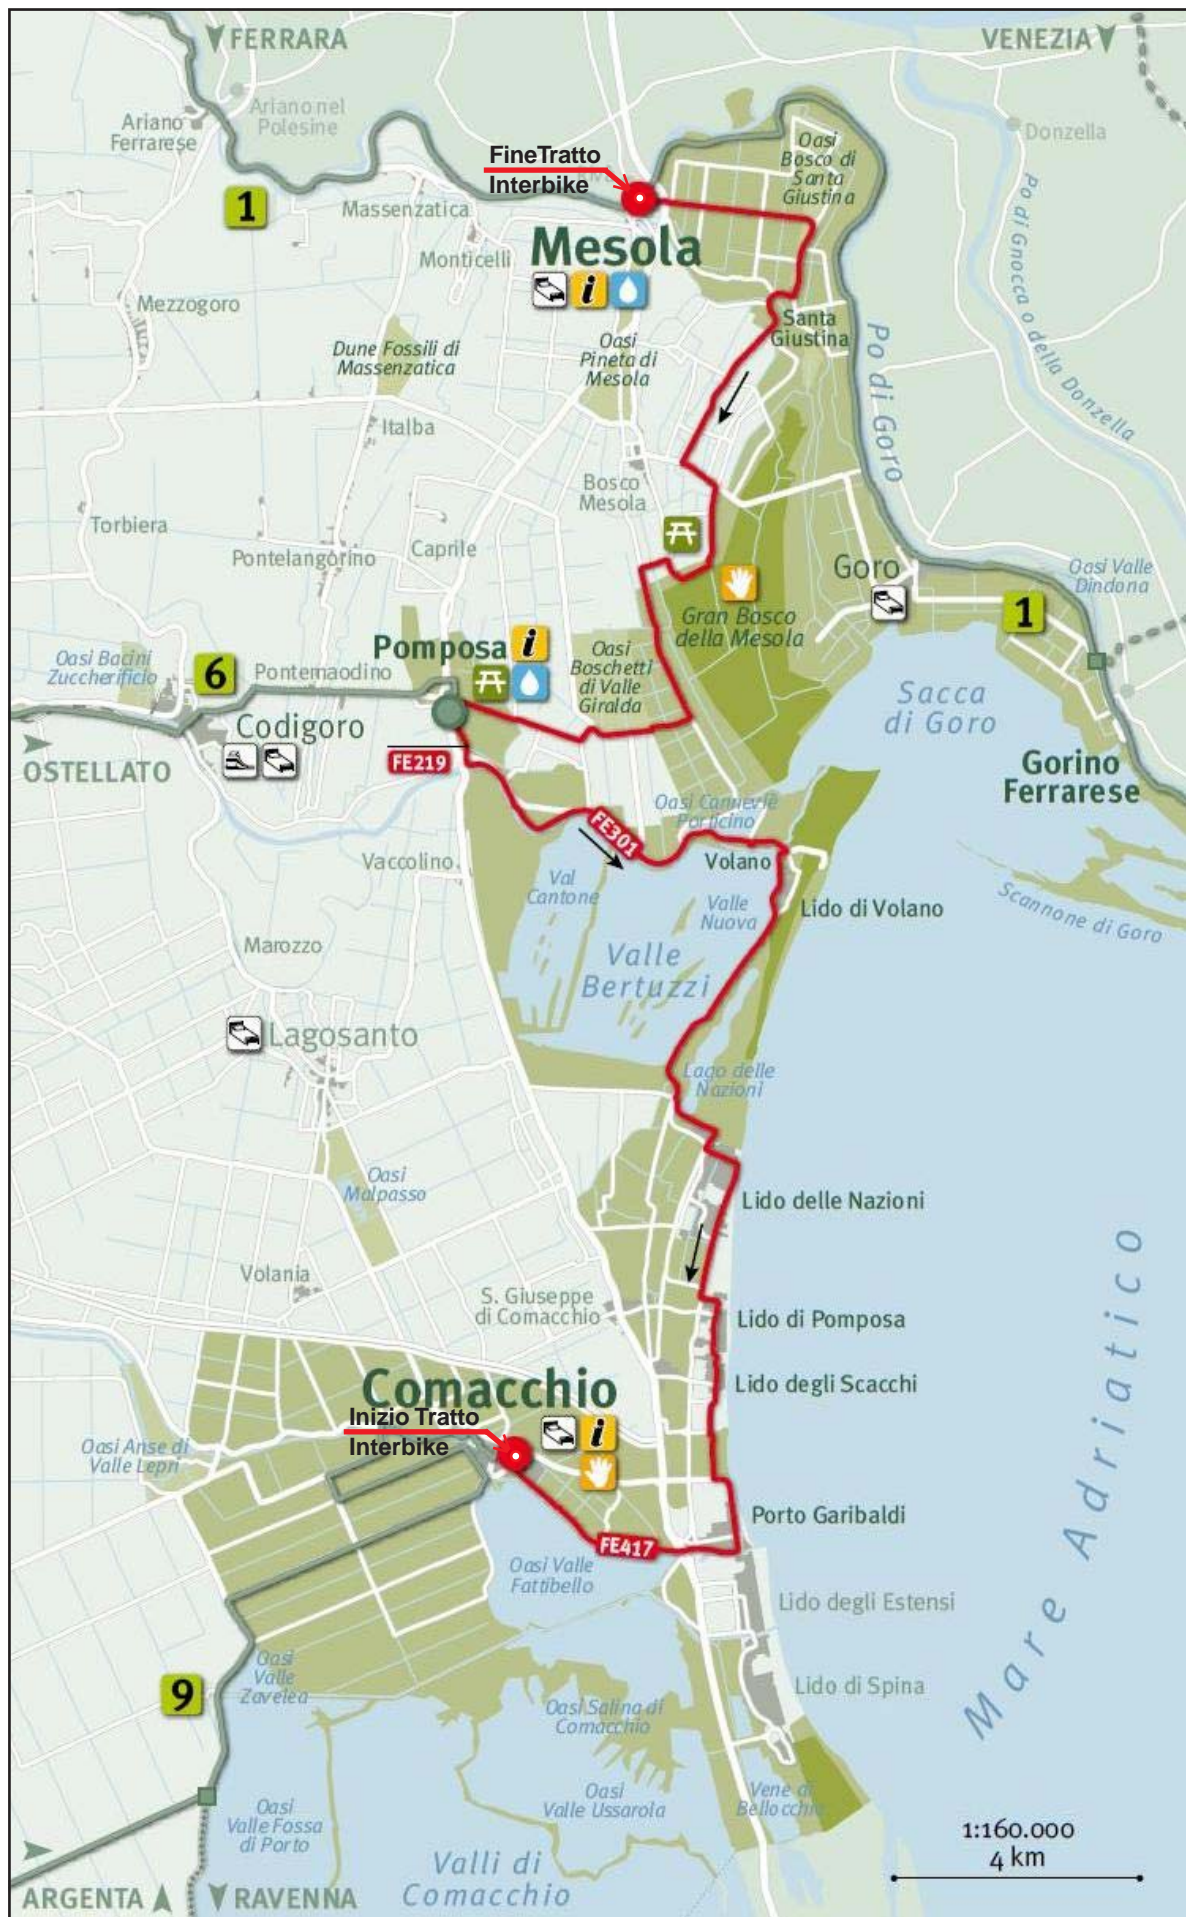 FERRARA
VENEZIA
Ariano nel
Polesine
Ariano
Ferrarese
Donzella
Oasi
Bosco di
Santa
Giustina
FineTratto
Interbike
1
Massenzatica
Monticelli
Mesola
i
Po di Gnocca o della Donzella
Mezzogoro
Santa
Giustina
Po di Goro
Dune Fossili di
Massenzatica
Oasi
Pineta di
Mesola
Italba
Bosco
Mesola
Torbiera
Pontelangorino
Caprile
Goro
Oasi Valle
Dindona
1
Gran Bosco
della Mesola
Pomposa
i
Oasi
Boschetti
di Valle
Giralda
Oasi Bacini
Zuccherificio
6
Pontemaodino
Codigoro
Sacca
di Goro
OSTELLATO
FE219
Gorino
Ferrarese
Oasi Cannevié
Porticino
FE301
Vaccolino
Volano
Val
Cantone
Valle
Nuova
Lido di Volano
Scannone di Goro
Marozzo
Valle
Bertuzzi
Lagosanto
Lago delle
Nazioni
Oasi
Malpasso
Lido delle Nazioni
Volania
S. Giuseppe
di Comacchio
Lido di Pomposa
Mare Adriatico
Comacchio
Lido degli Scacchi
Inizio Tratto
Interbike
i
Oasi Anse di
Valle Lepri
Porto Garibaldi
FE417
Oasi Valle
Fattibello
Lido degli Estensi
Oasi
Valle
Zavelea
9
Lido di Spina
Oasi Salina di
Comacchio
Oasi
Valle Fossa
di Porto
Oasi
Valle Ussarola
Vene di
Bellocchio
1:160.000
4 km
Valli di
Comacchio
ARGENTA
RAVENNA